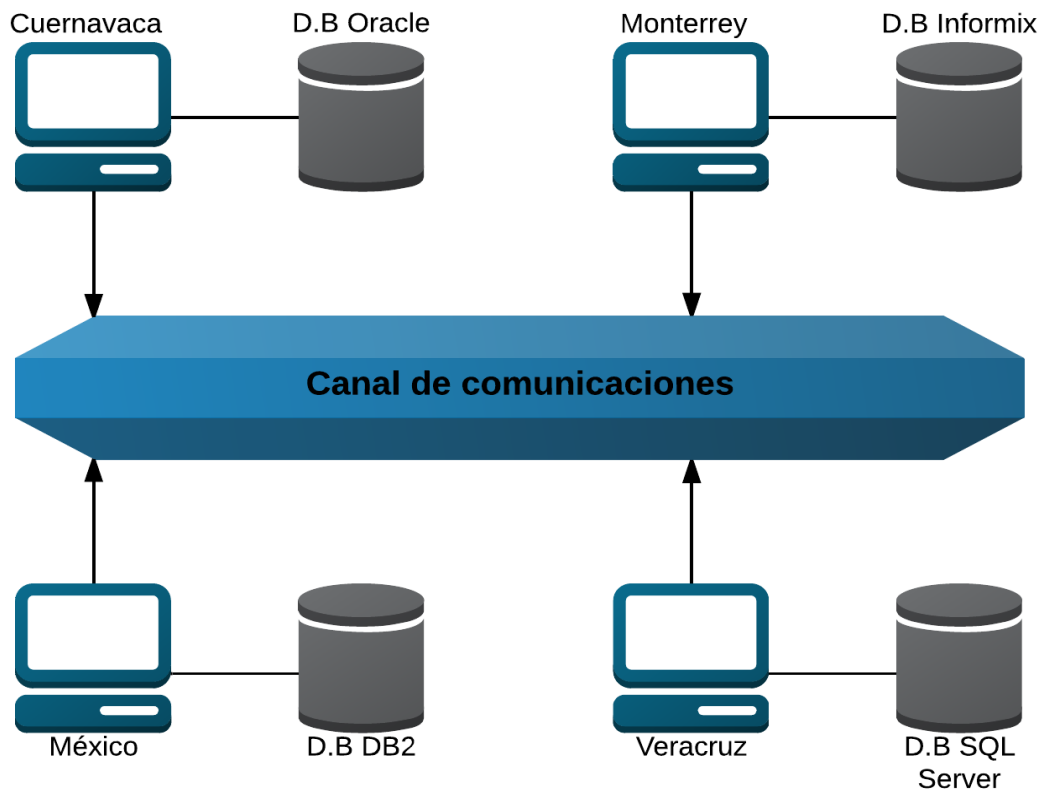 Cuernavaca
D.B Oracle
Monterrey
D.B Informix
Canal de comunicaciones
México
D.B DB2
Veracruz
D.B SQL
Server